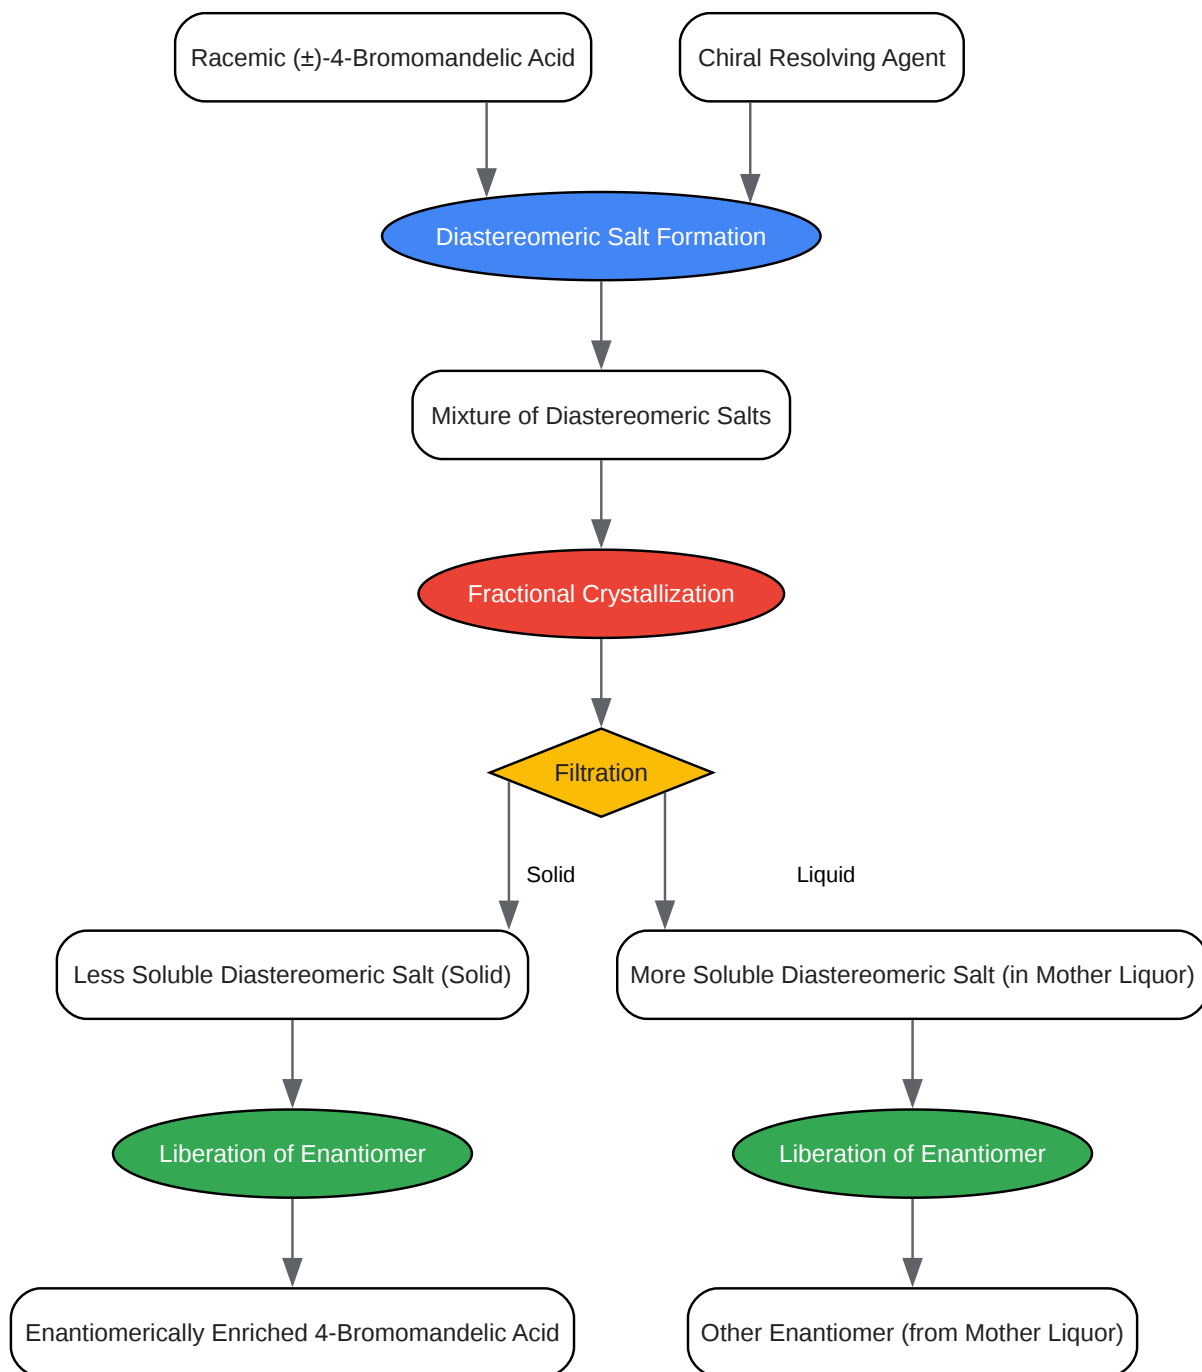 Racemic (±)-4-Bromomandelic Acid
Chiral Resolving Agent
Diastereomeric Salt Formation
Mixture of Diastereomeric Salts
Fractional Crystallization
Filtration
Solid
Liquid
Less Soluble Diastereomeric Salt (Solid)
More Soluble Diastereomeric Salt (in Mother Liquor)
Liberation of Enantiomer
Liberation of Enantiomer
Enantiomerically Enriched 4-Bromomandelic Acid
Other Enantiomer (from Mother Liquor)